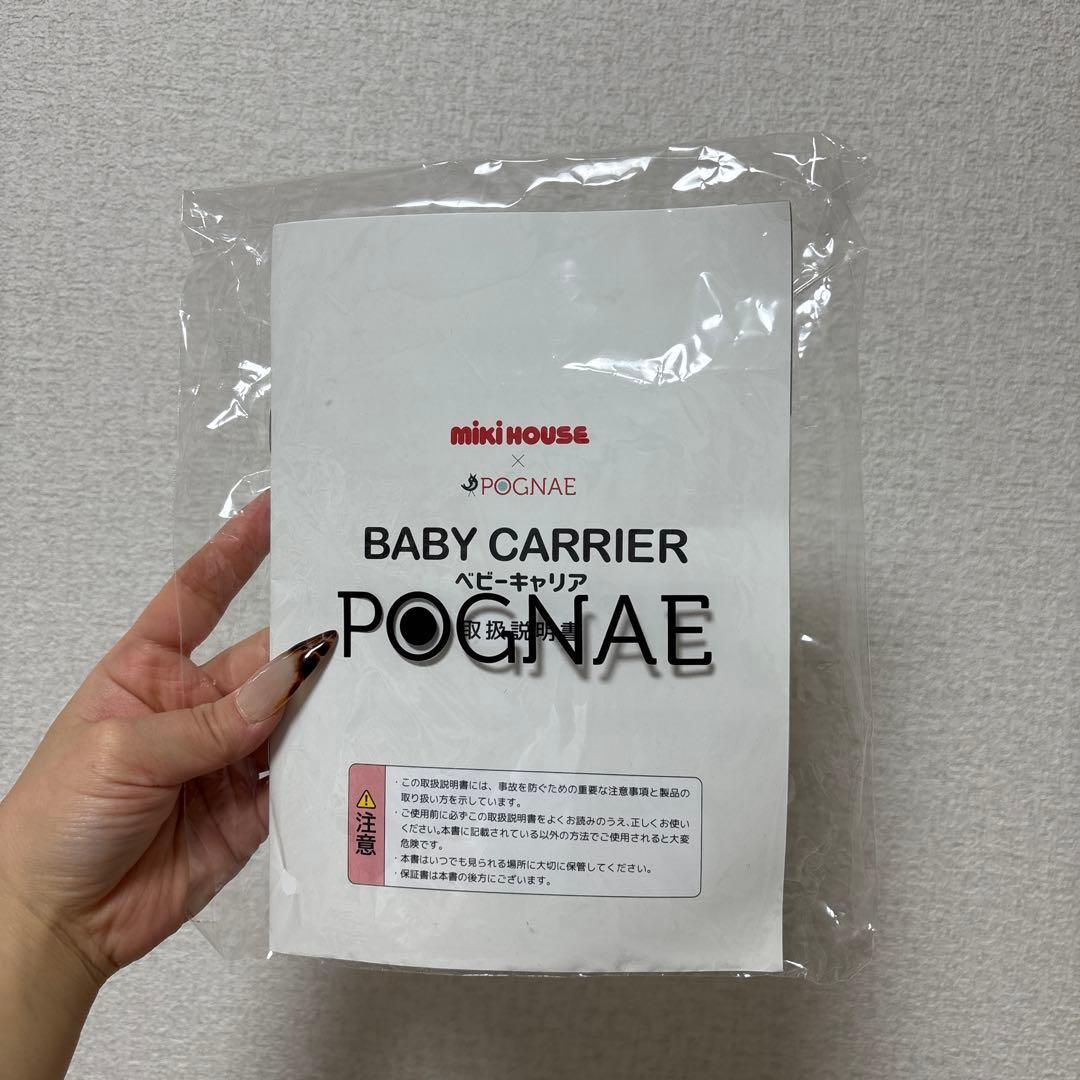 miKiHOUSE
×
POGNAE
BABY CARRIER
ベビーキャリア
POGNAE
取扱説明書
⚠注意
・この取扱説明書には、事故を防ぐための重要な注意事項と製品の
取り扱い方を示しています。
・ご使用前に必ずこの取扱説明書をよくお読みのうえ、正しくお使い
ください。本書に記載されている以外の方法でご使用されると大変
危険です。
・本書はいつでも見られる場所に大切に保管してください。
・保証書は本書の後方にございます。